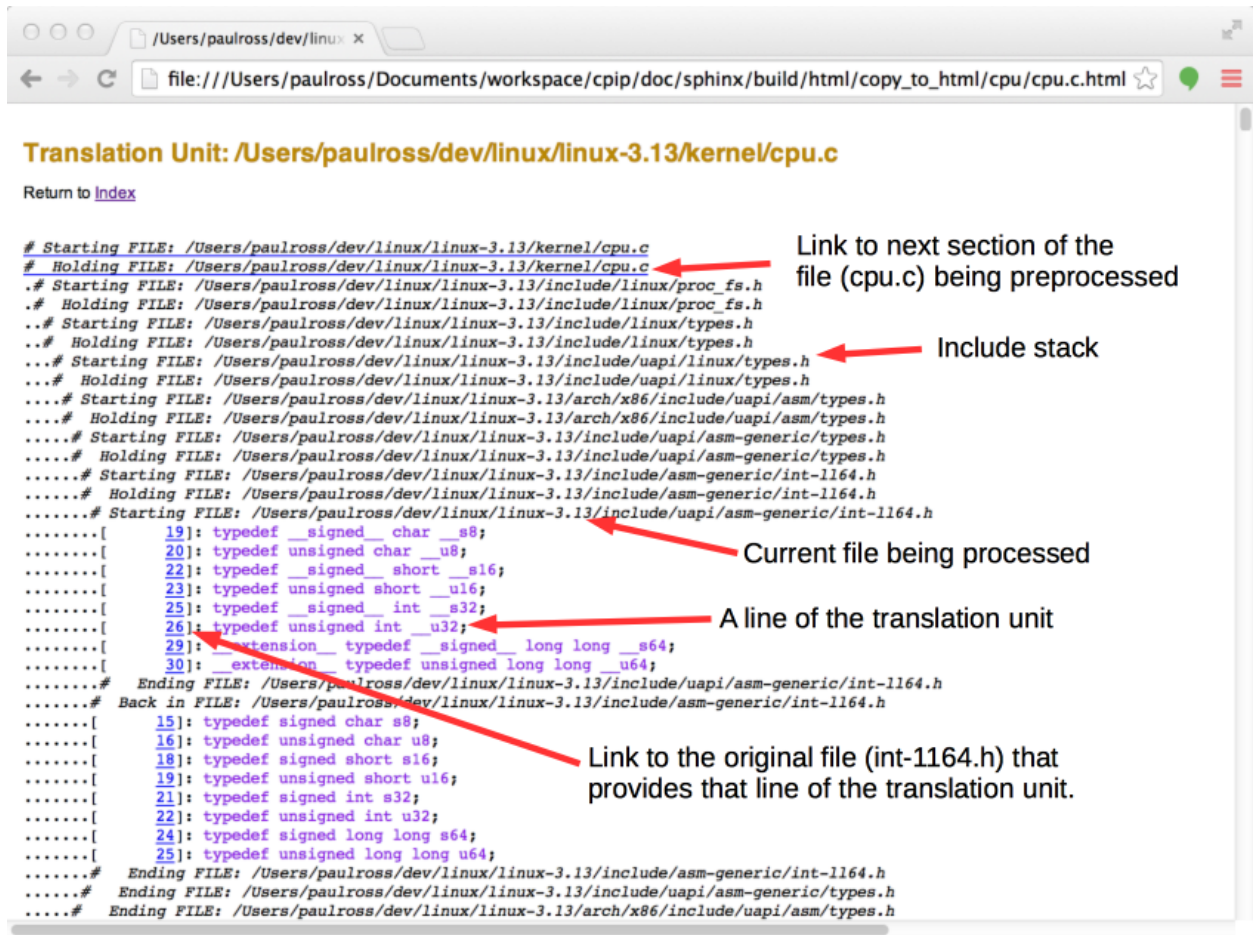 /Users/paulross/dev/linux ×
file:///Users/paulross/Documents/workspace/cpip/doc/sphinx/build/html/copy_to_html/cpu/cpu.c.html
Translation Unit: /Users/paulross/dev/linux/linux-3.13/kernel/cpu.c
Return to Index
# Starting FILE: /Users/paulross/dev/linux/linux-3.13/kernel/cpu.c
#  Holding FILE: /Users/paulross/dev/linux/linux-3.13/kernel/cpu.c
Link to next section of the
file (cpu.c) being preprocessed
.# Starting FILE: /Users/paulross/dev/linux/linux-3.13/include/linux/proc_fs.h
.#  Holding FILE: /Users/paulross/dev/linux/linux-3.13/include/linux/proc_fs.h
..# Starting FILE: /Users/paulross/dev/linux/linux-3.13/include/linux/types.h
..#  Holding FILE: /Users/paulross/dev/linux/linux-3.13/include/linux/types.h
...# Starting FILE: /Users/paulross/dev/linux/linux-3.13/include/uapi/linux/types.h
Include stack
...#  Holding FILE: /Users/paulross/dev/linux/linux-3.13/include/uapi/linux/types.h
....# Starting FILE: /Users/paulross/dev/linux/linux-3.13/arch/x86/include/uapi/asm/types.h
....#  Holding FILE: /Users/paulross/dev/linux/linux-3.13/arch/x86/include/uapi/asm/types.h
.....# Starting FILE: /Users/paulross/dev/linux/linux-3.13/include/uapi/asm-generic/types.h
.....#  Holding FILE: /Users/paulross/dev/linux/linux-3.13/include/uapi/asm-generic/types.h
......# Starting FILE: /Users/paulross/dev/linux/linux-3.13/include/asm-generic/int-ll64.h
......#  Holding FILE: /Users/paulross/dev/linux/linux-3.13/include/asm-generic/int-ll64.h
.......# Starting FILE: /Users/paulross/dev/linux/linux-3.13/include/uapi/asm-generic/int-ll64.h
Current file being processed
........[ 19]: typedef __signed__ char __s8;
........[ 20]: typedef unsigned char __u8;
........[ 22]: typedef __signed__ short __s16;
........[ 23]: typedef unsigned short __u16;
........[ 25]: typedef __signed__ int __s32;
........[ 26]: typedef unsigned int __u32;
A line of the translation unit
........[ 29]: __extension__ typedef __signed__ long long __s64;
........[ 30]: __extension__ typedef unsigned long long __u64;
........#   Ending FILE: /Users/paulross/dev/linux/linux-3.13/include/uapi/asm-generic/int-ll64.h
.......#  Back in FILE: /Users/paulross/dev/linux/linux-3.13/include/asm-generic/int-ll64.h
.......[ 15]: typedef signed char s8;
.......[ 16]: typedef unsigned char u8;
.......[ 18]: typedef signed short s16;
.......[ 19]: typedef unsigned short u16;
.......[ 21]: typedef signed int s32;
.......[ 22]: typedef unsigned int u32;
.......[ 24]: typedef signed long long s64;
.......[ 25]: typedef unsigned long long u64;
Link to the original file (int-1164.h) that
provides that line of the translation unit.
.......#   Ending FILE: /Users/paulross/dev/linux/linux-3.13/include/asm-generic/int-ll64.h
......#   Ending FILE: /Users/paulross/dev/linux/linux-3.13/include/uapi/asm-generic/types.h
.....#   Ending FILE: /Users/paulross/dev/linux/linux-3.13/arch/x86/include/uapi/asm/types.h